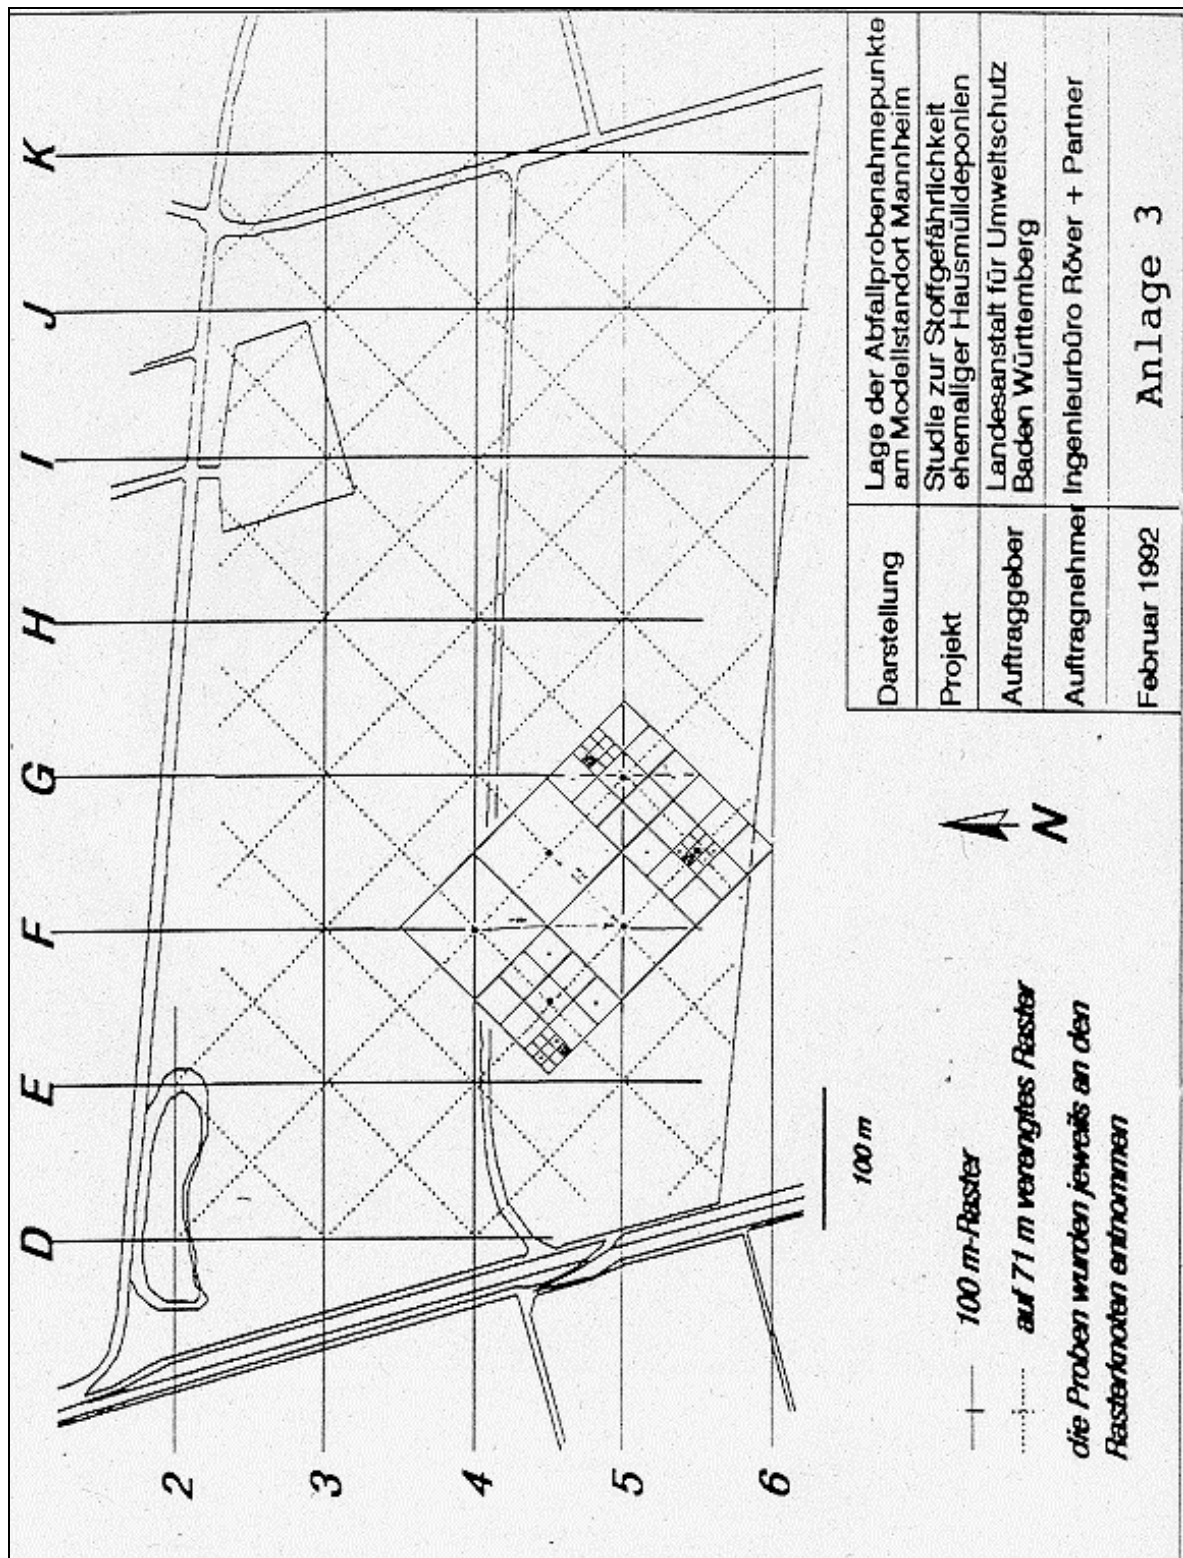 K
J
I
H
G
F
E
D
2
3
4
5
6
Darstellung
Lage der Abfallprobenahmepunkte
am Modellstandort Mannheim
Projekt
Studie zur Stoffgefährlichkeit
ehemaliger Hausmülldeponien
Auftraggeber
Landesanstalt für Umweltschutz
Baden Württemberg
Auftragnehmer
Ingenieurbüro Röver + Partner
Februar 1992
Anlage 3
N
100 m
100 m-Raster
auf 71 m verengtes Raster
die Proben wurden jeweils an den
Rasterknoten entnommen